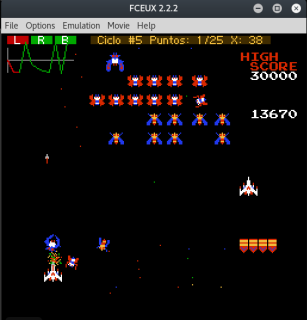 FCEUX 2.2.2
File Options Emulation Movie Help
L R B Ciclo #5 Puntos: 1/25 X: 38
HIGH
SCORE
30000
13670